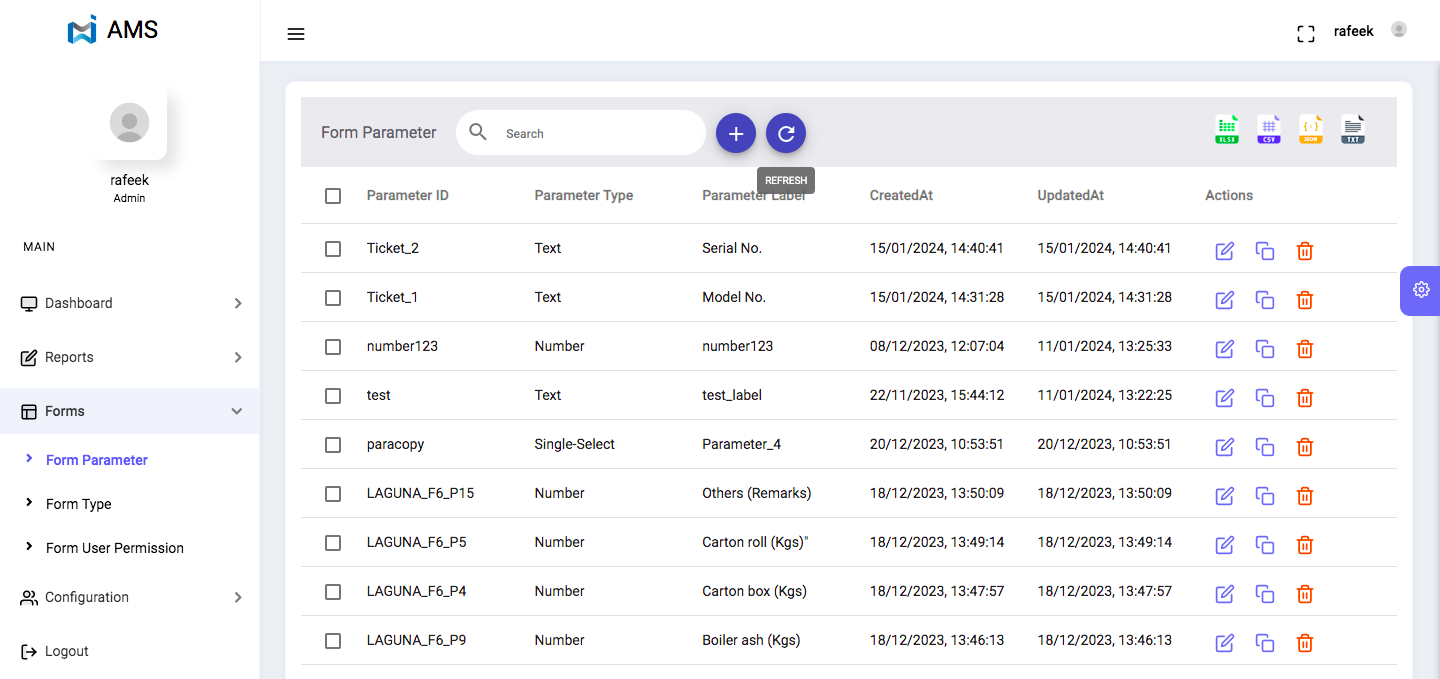 AMS
rafeek
rafeek
Admin
MAIN
Dashboard
Reports
Forms
Form Parameter
Form Type
Form User Permission
Configuration
Logout
Form Parameter
Search
XLSX
CSV
JSON
TXT
REFRESH
Parameter ID Parameter Type Parameter Label CreatedAt UpdatedAt Actions
Ticket_2 Text Serial No. 15/01/2024, 14:40:41 15/01/2024, 14:40:41
Ticket_1 Text Model No. 15/01/2024, 14:31:28 15/01/2024, 14:31:28
number123 Number number123 08/12/2023, 12:07:04 11/01/2024, 13:25:33
test Text test_label 22/11/2023, 15:44:12 11/01/2024, 13:22:25
paracopy Single-Select Parameter_4 20/12/2023, 10:53:51 20/12/2023, 10:53:51
LAGUNA_F6_P15 Number Others (Remarks) 18/12/2023, 13:50:09 18/12/2023, 13:50:09
LAGUNA_F6_P5 Number Carton roll (Kgs)" 18/12/2023, 13:49:14 18/12/2023, 13:49:14
LAGUNA_F6_P4 Number Carton box (Kgs) 18/12/2023, 13:47:57 18/12/2023, 13:47:57
LAGUNA_F6_P9 Number Boiler ash (Kgs) 18/12/2023, 13:46:13 18/12/2023, 13:46:13